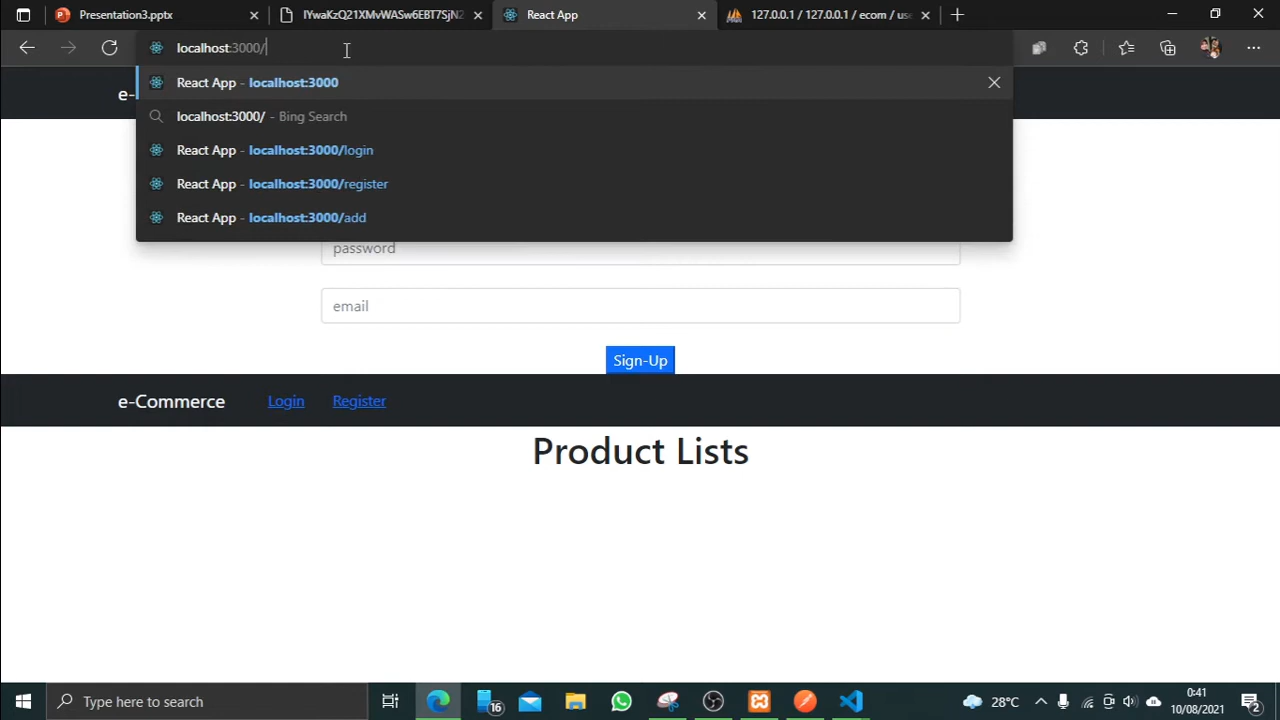 Presentation3.pptx
lYwaKzQ21XMvWASw6EBT7SjN2
React App
127.0.0.1 / 127.0.0.1 / ecom / use
localhost:3000/
React App - localhost:3000
localhost:3000/ - Bing Search
React App - localhost:3000/login
React App - localhost:3000/register
React App - localhost:3000/add
e-
password
email
Sign-Up
e-Commerce Login Register
Product Lists
Type here to search
16
28°C
0:41
10/08/2021
2